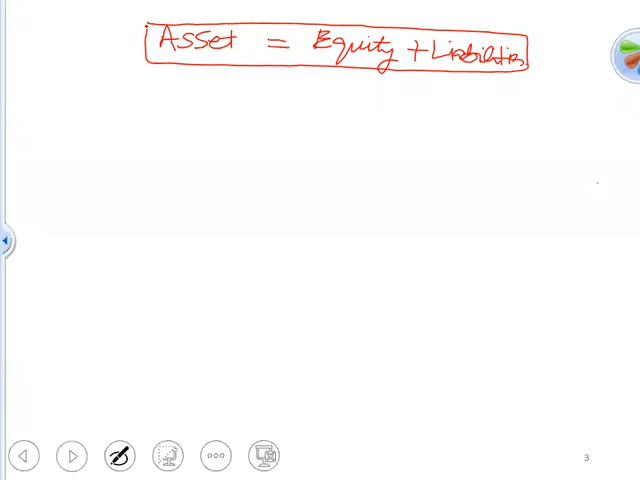 Asset = Equity + Liabilities
3